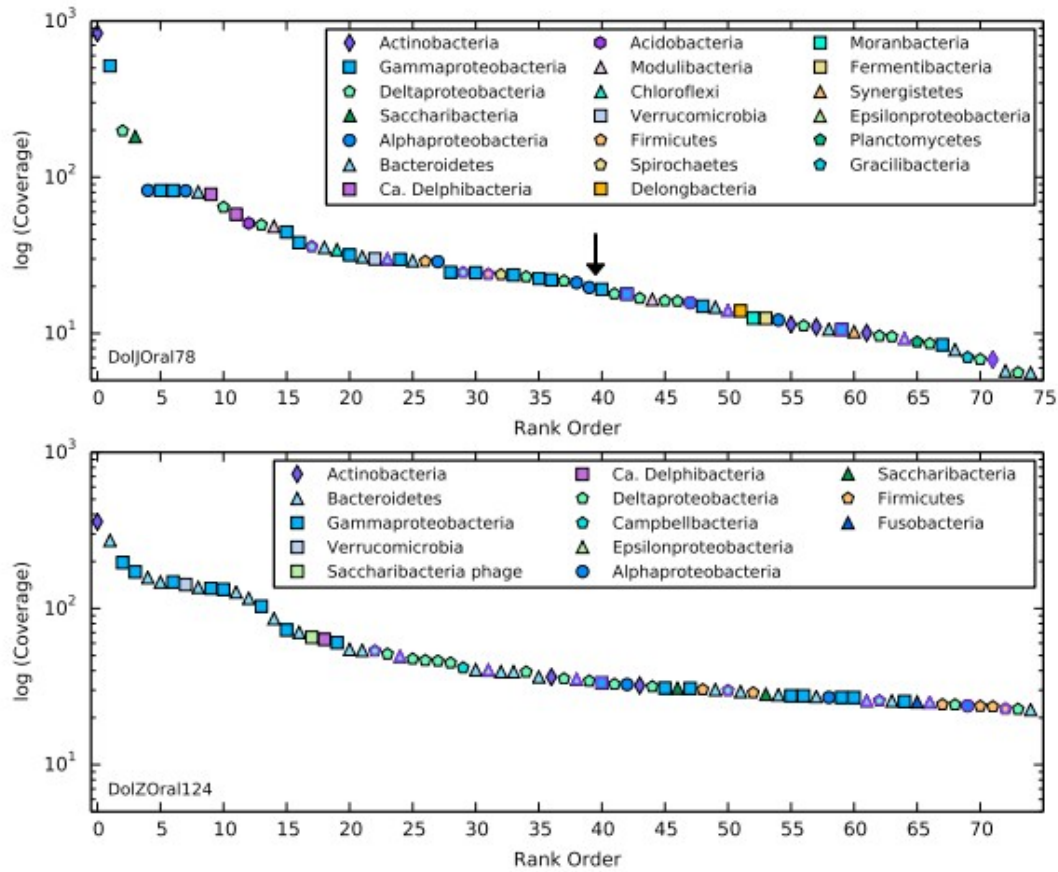 10³
10²
10¹
log (Coverage)
Actinobacteria
Gammaproteobacteria
Deltaproteobacteria
Saccharibacteria
Alphaproteobacteria
Bacteroidetes
Ca. Delphibacteria
Acidobacteria
Modulibacteria
Chloroflexi
Verrucomicrobia
Firmicutes
Spirochaetes
Delongbacteria
Moranbacteria
Fermentibacteria
Synergistetes
Epsilonproteobacteria
Planctomycetes
Gracilibacteria
DolJOral78
0 5 10 15 20 25 30 35 40 45 50 55 60 65 70 75
Rank Order
10³
10²
10¹
log (Coverage)
Actinobacteria
Bacteroidetes
Gammaproteobacteria
Verrucomicrobia
Saccharibacteria phage
Ca. Delphibacteria
Deltaproteobacteria
Campbellbacteria
Epsilonproteobacteria
Alphaproteobacteria
Saccharibacteria
Firmicutes
Fusobacteria
DolZOral124
0 5 10 15 20 25 30 35 40 45 50 55 60 65 70
Rank Order